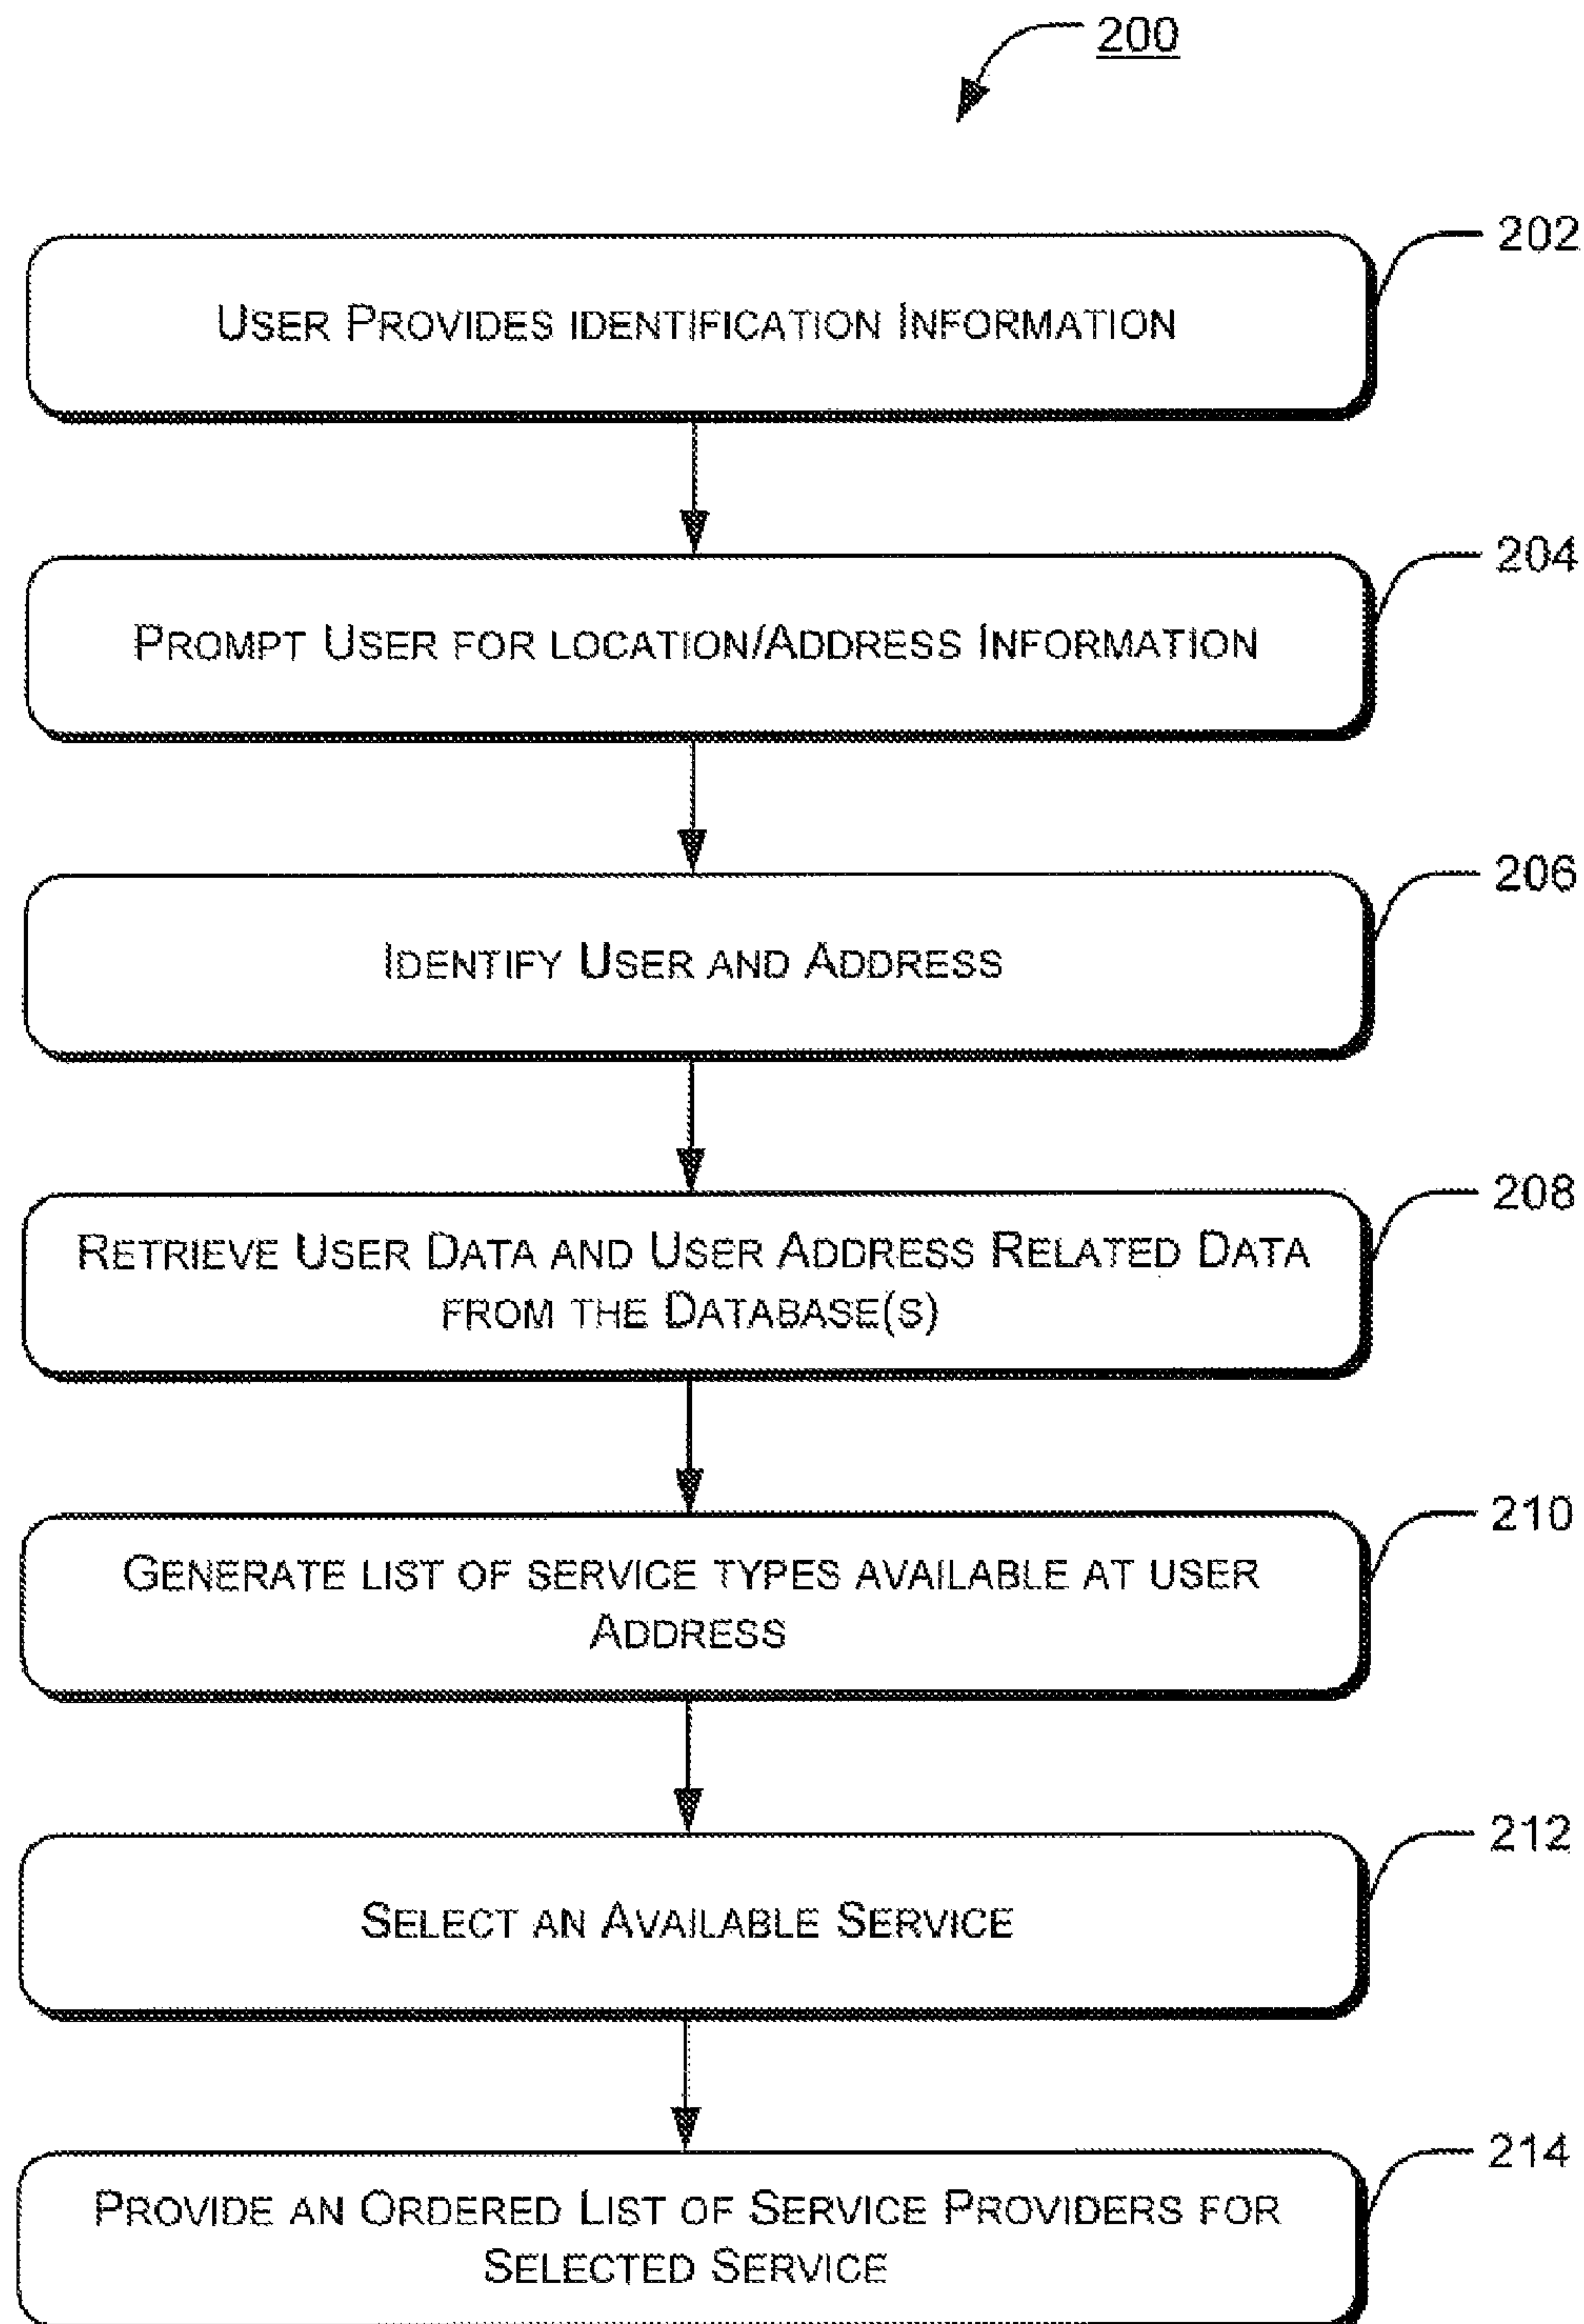 200
202
USER PROVIDES IDENTIFICATION INFORMATION
204
PROMPT USER FOR LOCATION/ADDRESS INFORMATION
206
IDENTIFY USER AND ADDRESS
208
RETRIEVE USER DATA AND USER ADDRESS RELATED DATA
FROM THE DATABASE(S)
210
GENERATE LIST OF SERVICE TYPES AVAILABLE AT USER
ADDRESS
212
SELECT AN AVAILABLE SERVICE
214
PROVIDE AN ORDERED LIST OF SERVICE PROVIDERS FOR
SELECTED SERVICE